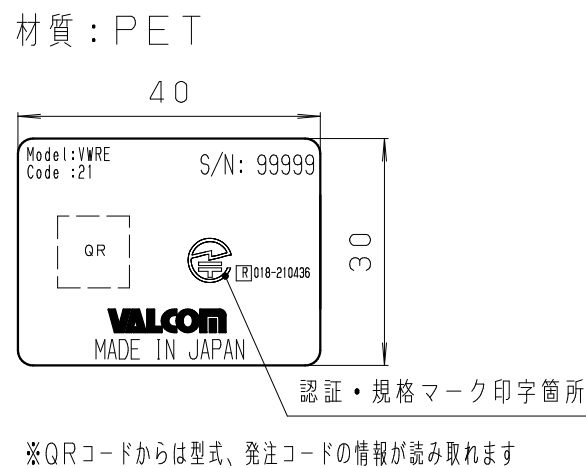 材質：PET
40
Model:VWRE
Code :21
S/N: 99999
QR
R 018-210436
30
VALCOM
MADE IN JAPAN
認証・規格マーク印字箇所
※QRコードからは型式、発注コードの情報が読み取れます